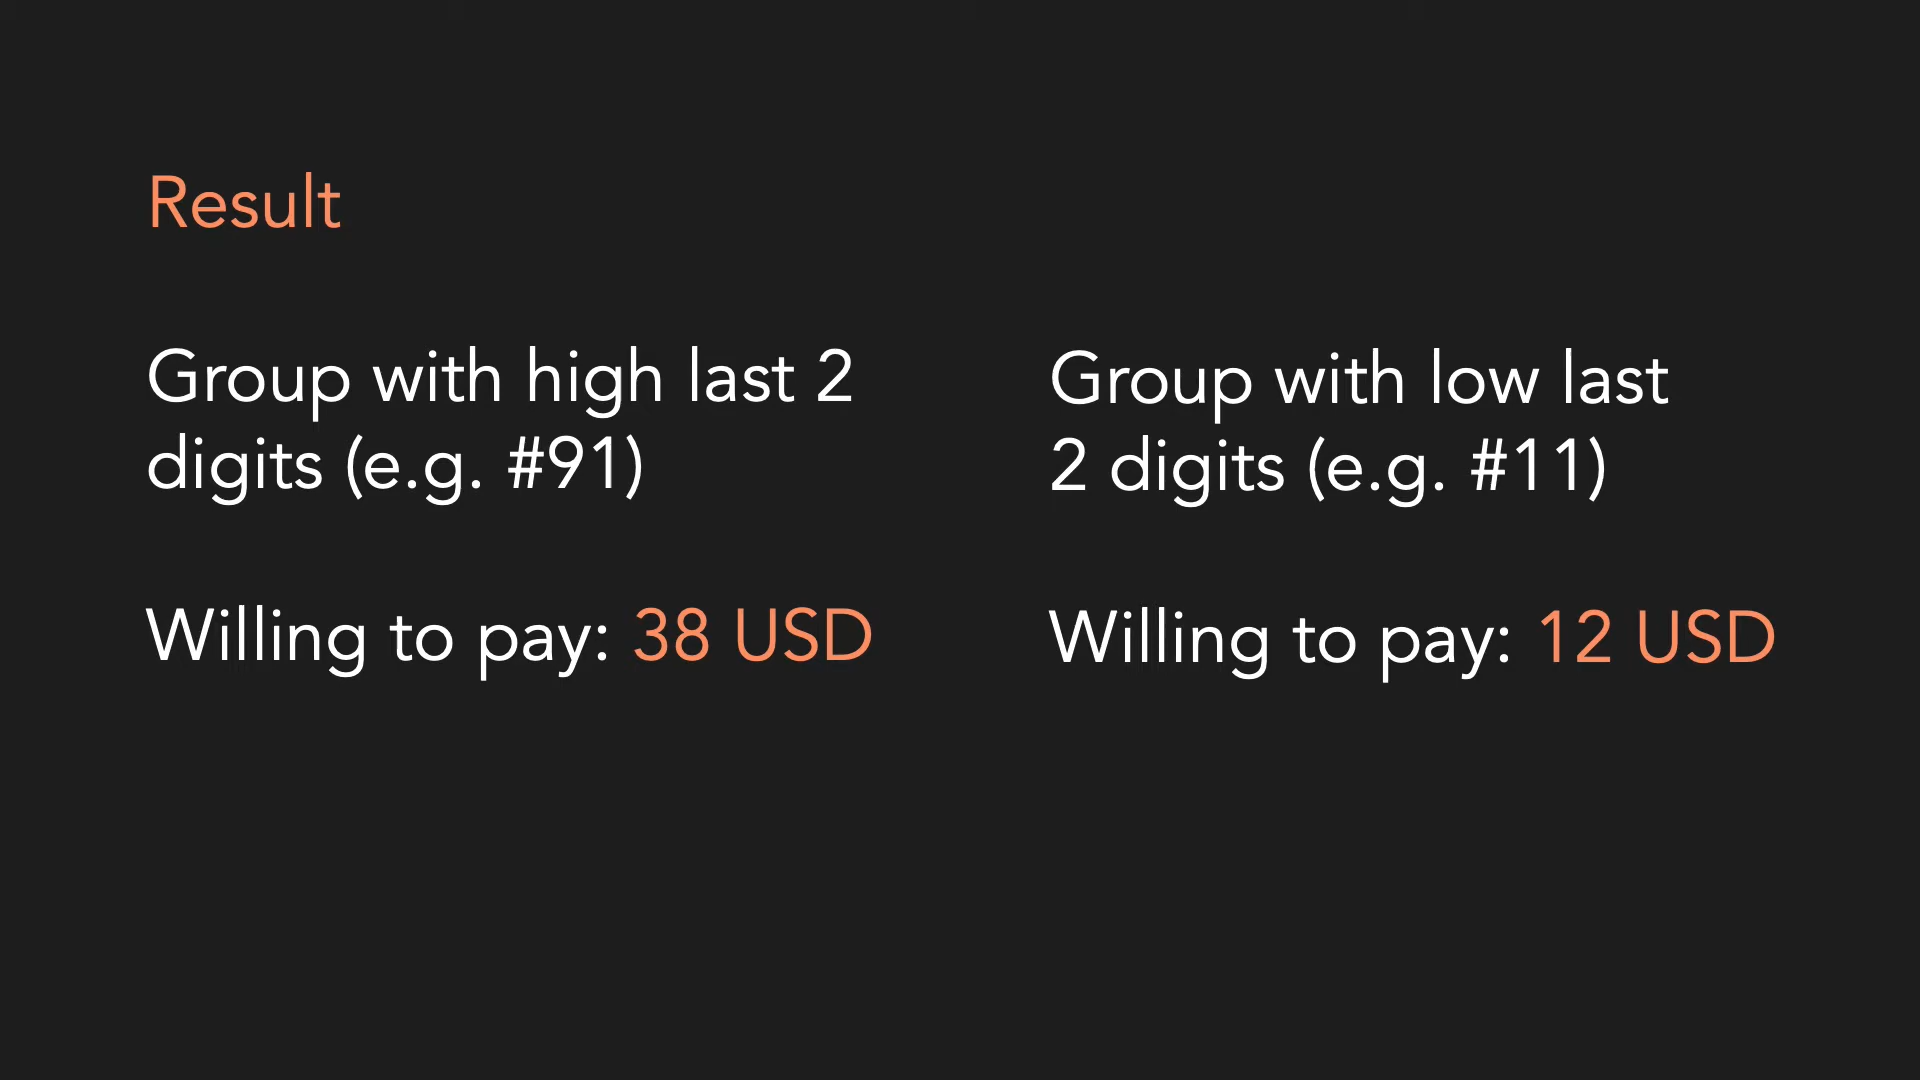 Result
Group with high last 2
digits (e.g. #91)
Willing to pay: 38 USD
Group with low last
2 digits (e.g. #11)
Willing to pay: 12 USD